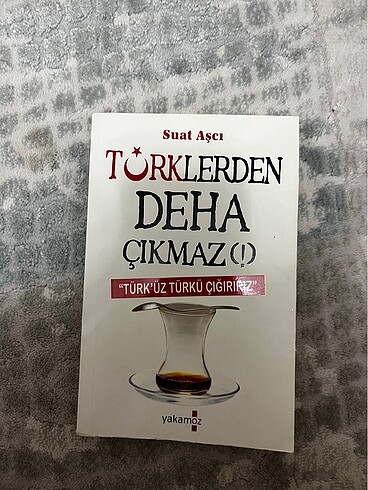 Suat Aşcı
TÜRKLERDEN
DEHA
ÇIKMAZ(!)
"TÜRK'ÜZ TÜRKÜ ÇIĞIRIRIZ"
yakamoz